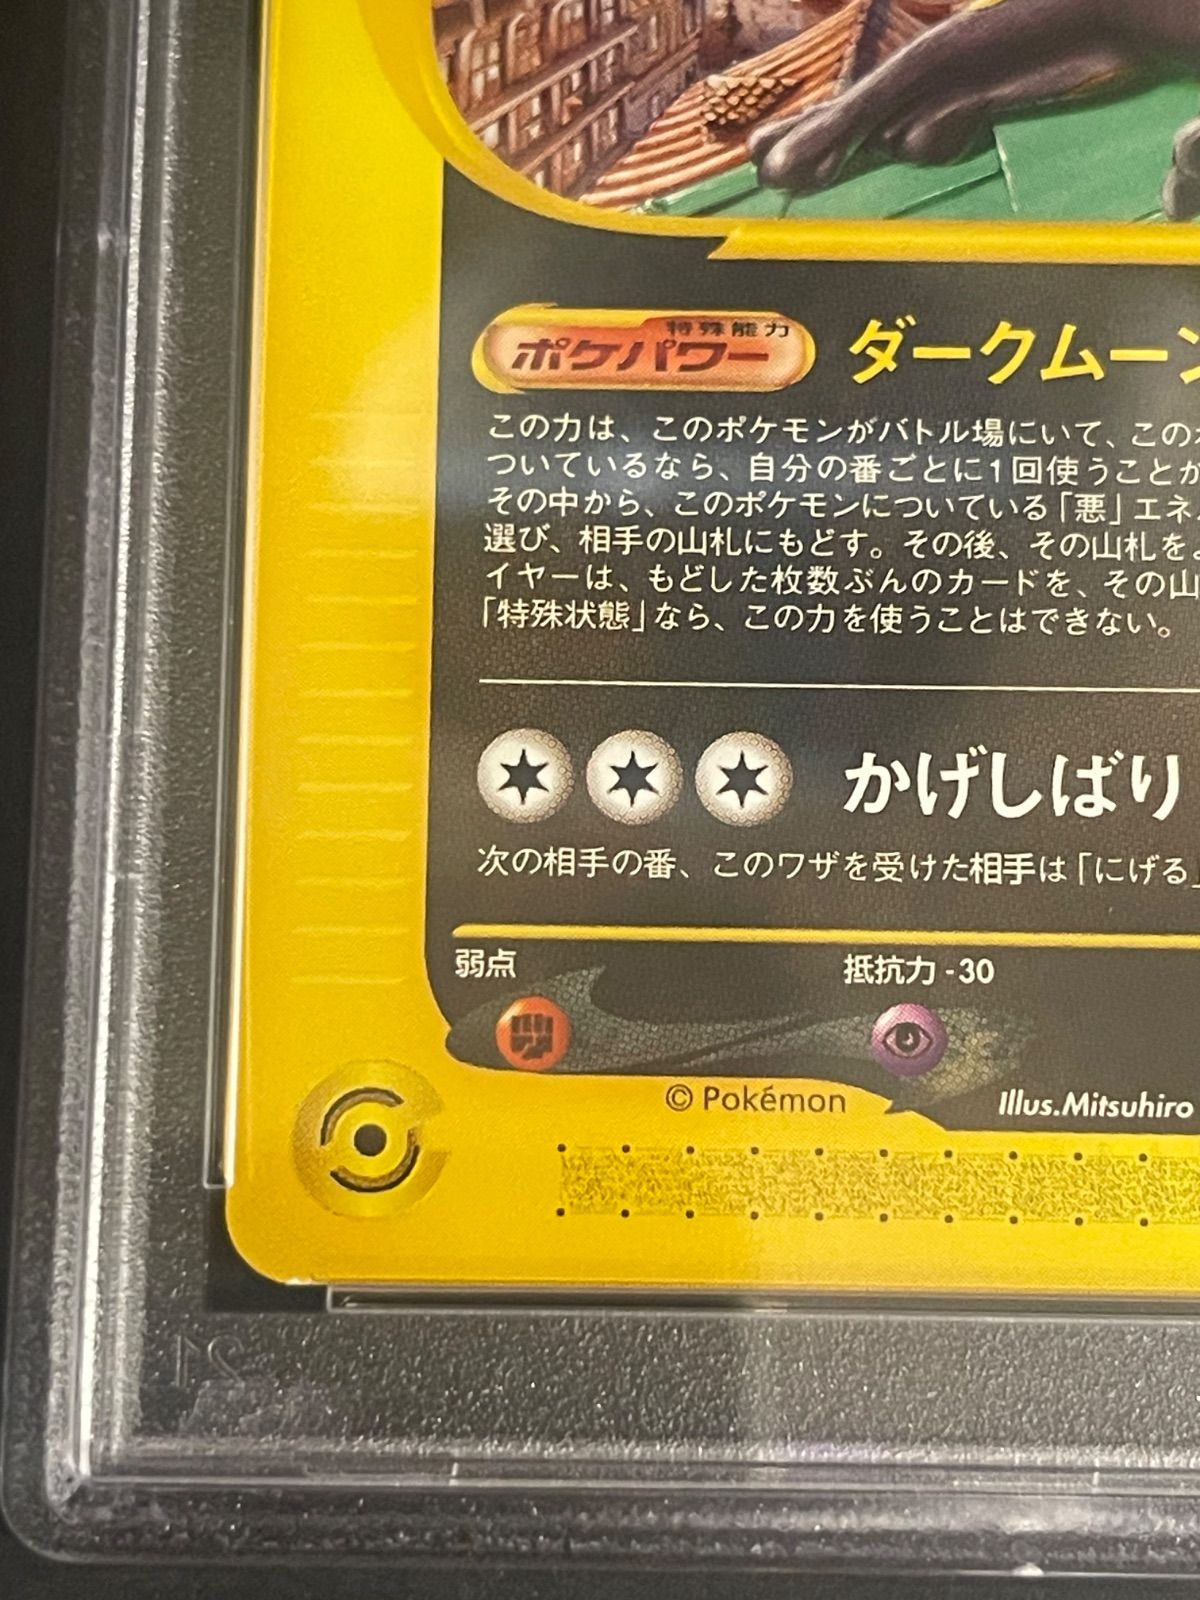 特殊能力
ポケパワー
ダークムーン
この力は、このポケモンがバトル場にいて、この
ついているなら、自分の番ごとに1回使うことが
その中から、このポケモンについている「悪」エネ
選び、相手の山札にもどす。その後、その山札をよ
イヤーは、もどした枚数ぶんのカードを、その山
「特殊状態」なら、この力を使うことはできない。
かげしばり
次の相手の番、このワザを受けた相手は「にげる」
弱点
抵抗力 -30
© Pokémon
Illus.Mitsuhiro